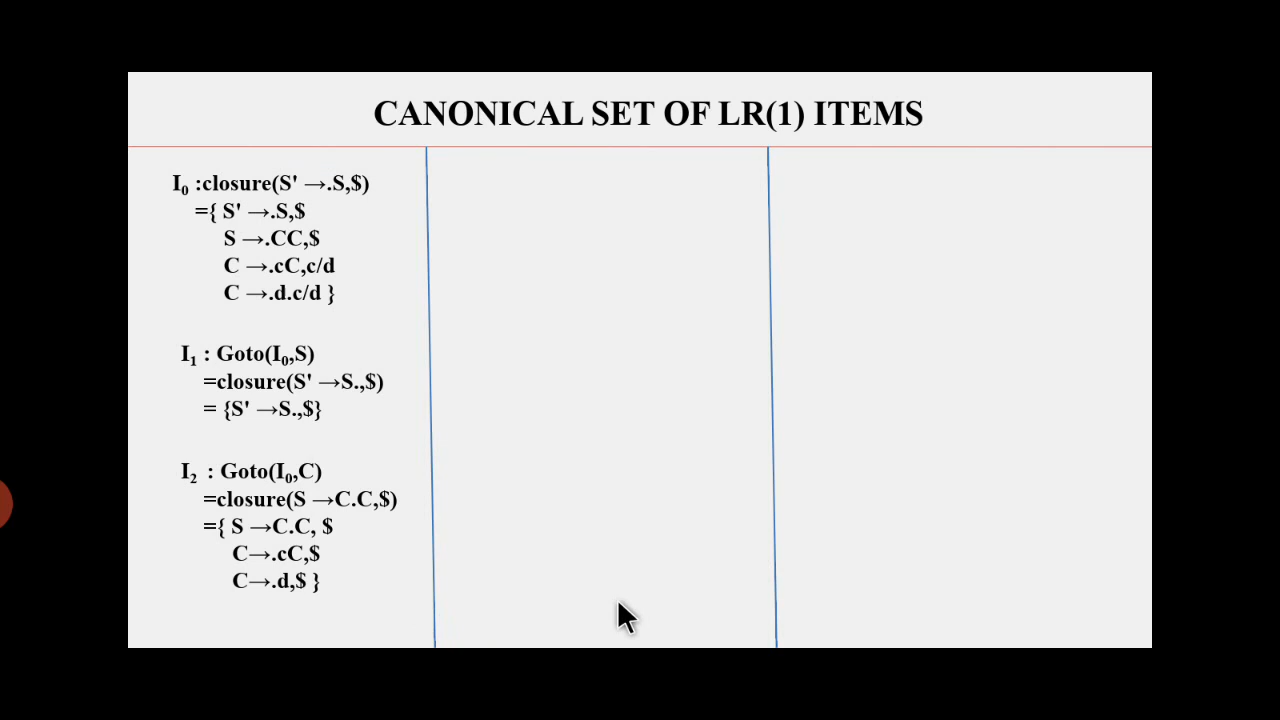 CANONICAL SET OF LR(1) ITEMS
I₀ :closure(S' →.S,$)
={ S' →.S,$
S →.CC,$
C →.cC,c/d
C →.d.c/d }
I₁ : Goto(I₀,S)
=closure(S' →S.,$)
= {S' →S.,$}
I₂ : Goto(I₀,C)
=closure(S →C.C,$)
={ S →C.C, $
C→.cC,$
C→.d,$ }